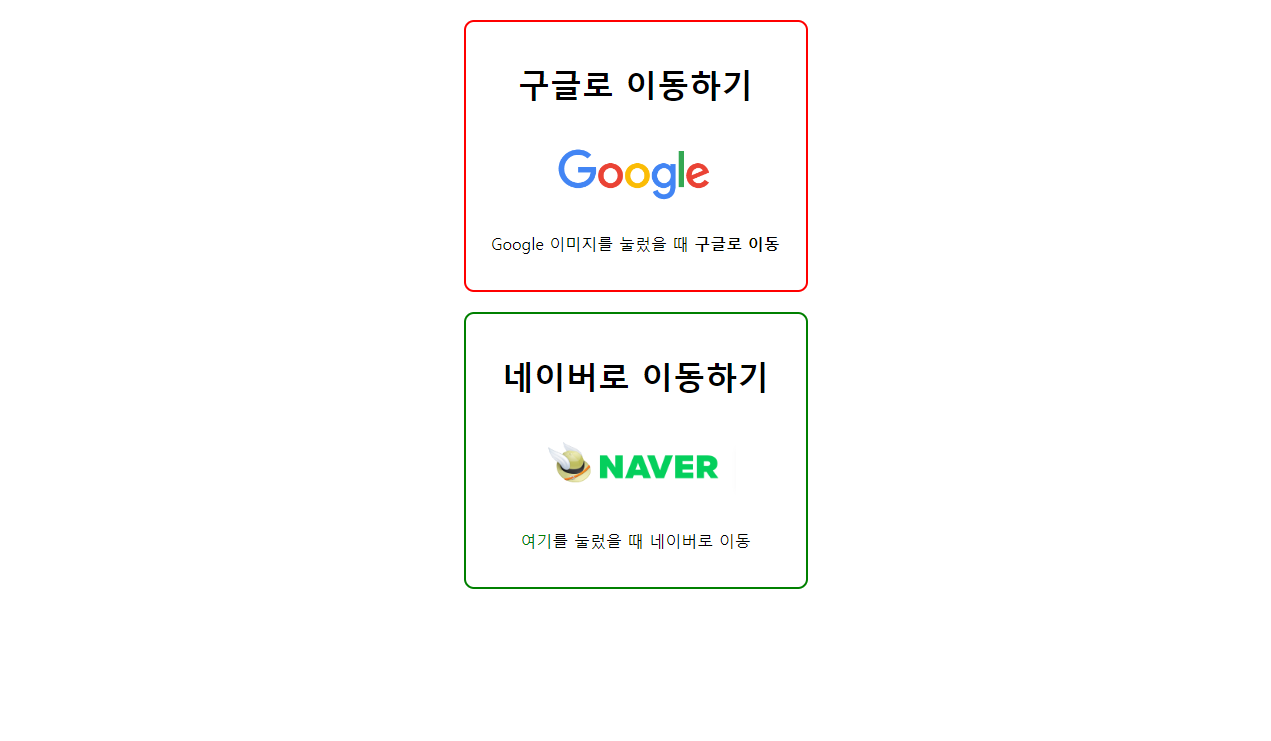 구글로 이동하기
Google
Google 이미지를 눌렀을 때 구글로 이동
네이버로 이동하기
NAVER
여기를 눌렀을 때 네이버로 이동